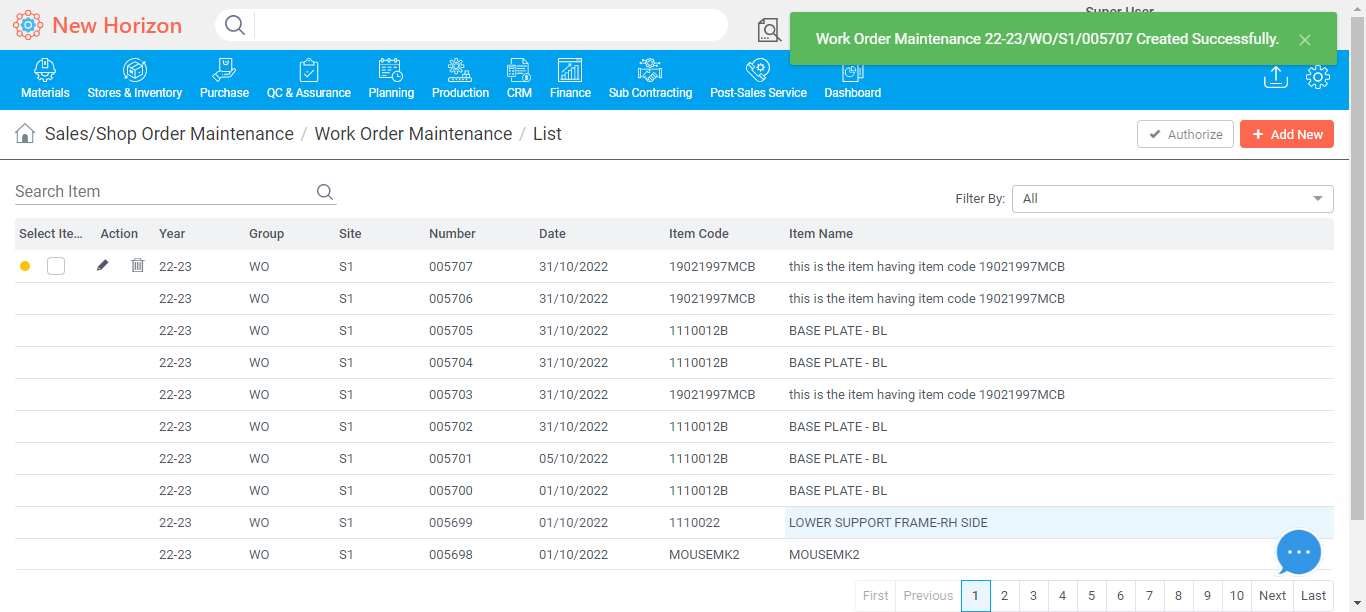 New Horizon
Super User
Work Order Maintenance 22-23/WO/S1/005707 Created Successfully.
Materials Stores & Inventory Purchase QC & Assurance Planning Production CRM Finance Sub Contracting Post-Sales Service Dashboard
Sales/Shop Order Maintenance / Work Order Maintenance / List
Authorize + Add New
Search Item
Filter By: All
Select Ite... Action Year Group Site Number Date Item Code Item Name
22-23 WO S1 005707 31/10/2022 19021997MCB this is the item having item code 19021997MCB
22-23 WO S1 005706 31/10/2022 19021997MCB this is the item having item code 19021997MCB
22-23 WO S1 005705 31/10/2022 1110012B BASE PLATE - BL
22-23 WO S1 005704 31/10/2022 1110012B BASE PLATE - BL
22-23 WO S1 005703 31/10/2022 19021997MCB this is the item having item code 19021997MCB
22-23 WO S1 005702 31/10/2022 1110012B BASE PLATE - BL
22-23 WO S1 005701 05/10/2022 1110012B BASE PLATE - BL
22-23 WO S1 005700 01/10/2022 1110012B BASE PLATE - BL
22-23 WO S1 005699 01/10/2022 1110022 LOWER SUPPORT FRAME-RH SIDE
22-23 WO S1 005698 01/10/2022 MOUSEMK2 MOUSEMK2
First Previous 1 2 3 4 5 6 7 8 9 10 Next Last